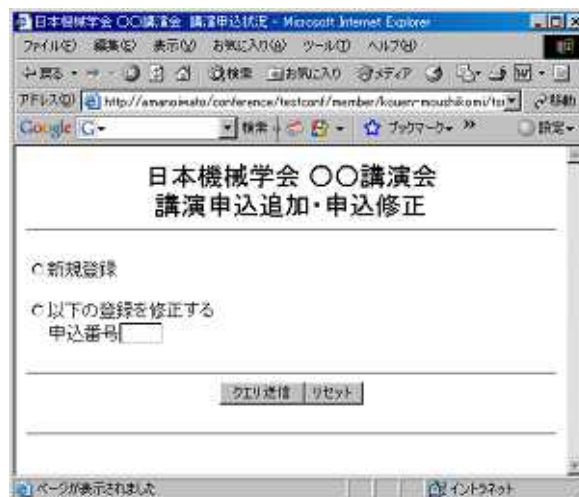 日本機械学会 〇〇講演会 講演申込状況 - Microsoft Internet Explorer
ファイル(F) 編集(E) 表示(V) お気に入り(A) ツール(T) ヘルプ(H)
戻る 検索 お気に入り メディア
アドレス(D) http://amanoimato/conference/testconf/member/kouen-moushikomi/ 移動
Google 検索 ブックマーク 設定
日本機械学会 〇〇講演会
講演申込追加・申込修正
新規登録
以下の登録を修正する
申込番号
クエリ送信 リセット
ページが表示されました イントラネット